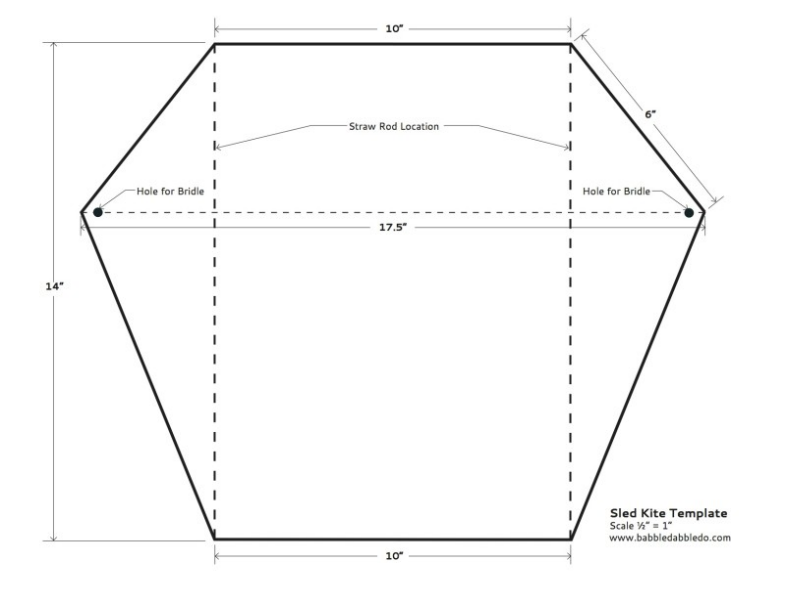 10”
6”
Straw Rod Location
Hole for Bridle
Hole for Bridle
17.5”
14”
Sled Kite Template
Scale ½” = 1”
www.babbledabbledo.com
10”